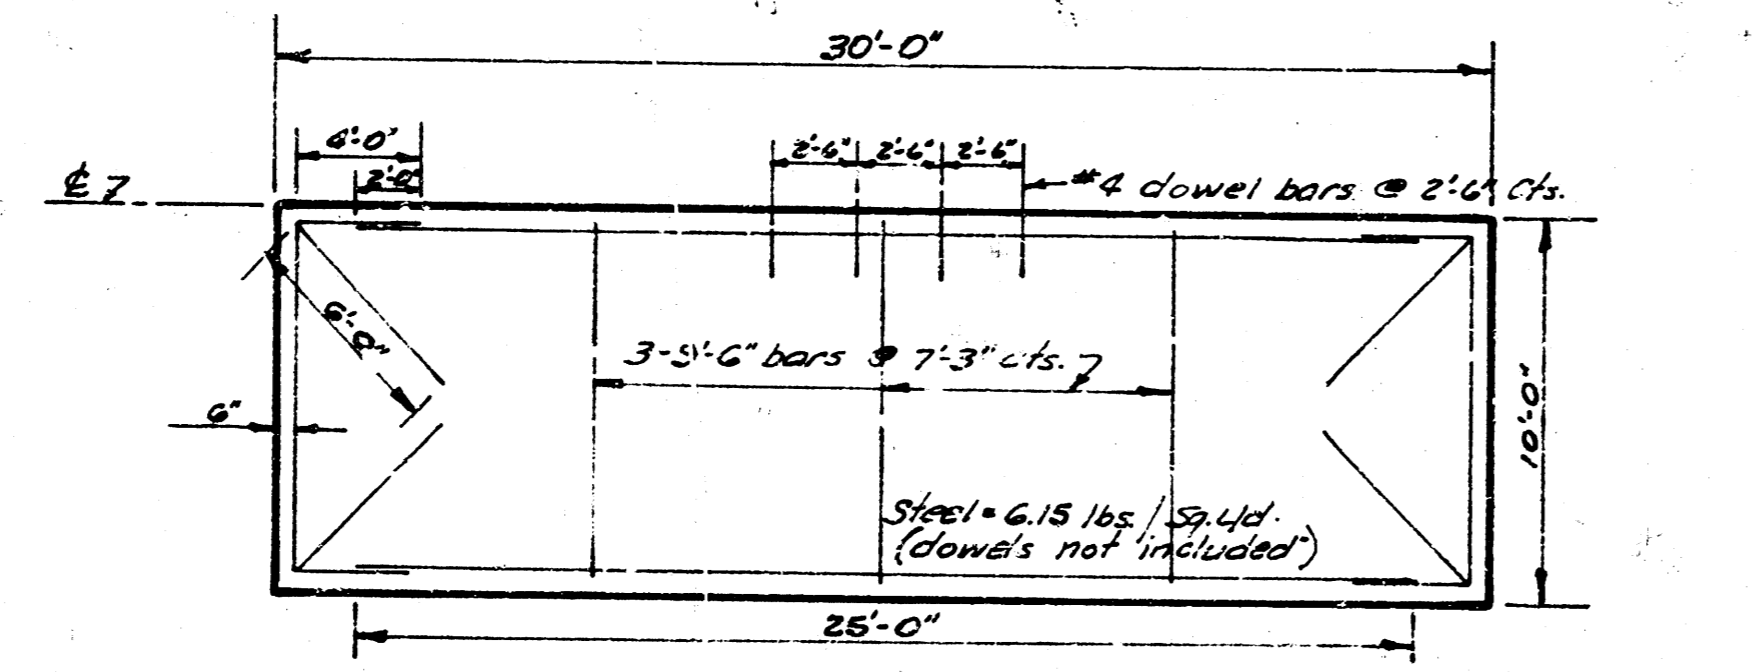 30'-0"
4'-0"
2'-0"
2'-6" 2'-6" 2'-6"
℄ 7
#4 dowel bars @ 2'-6" Cts.
6'-0"
3-9'-6" bars @ 7'-3" cts. 7
6"
10'-0"
Steel = 6.15 lbs. / Sq. Yd.
(dowels not included)
25'-0"